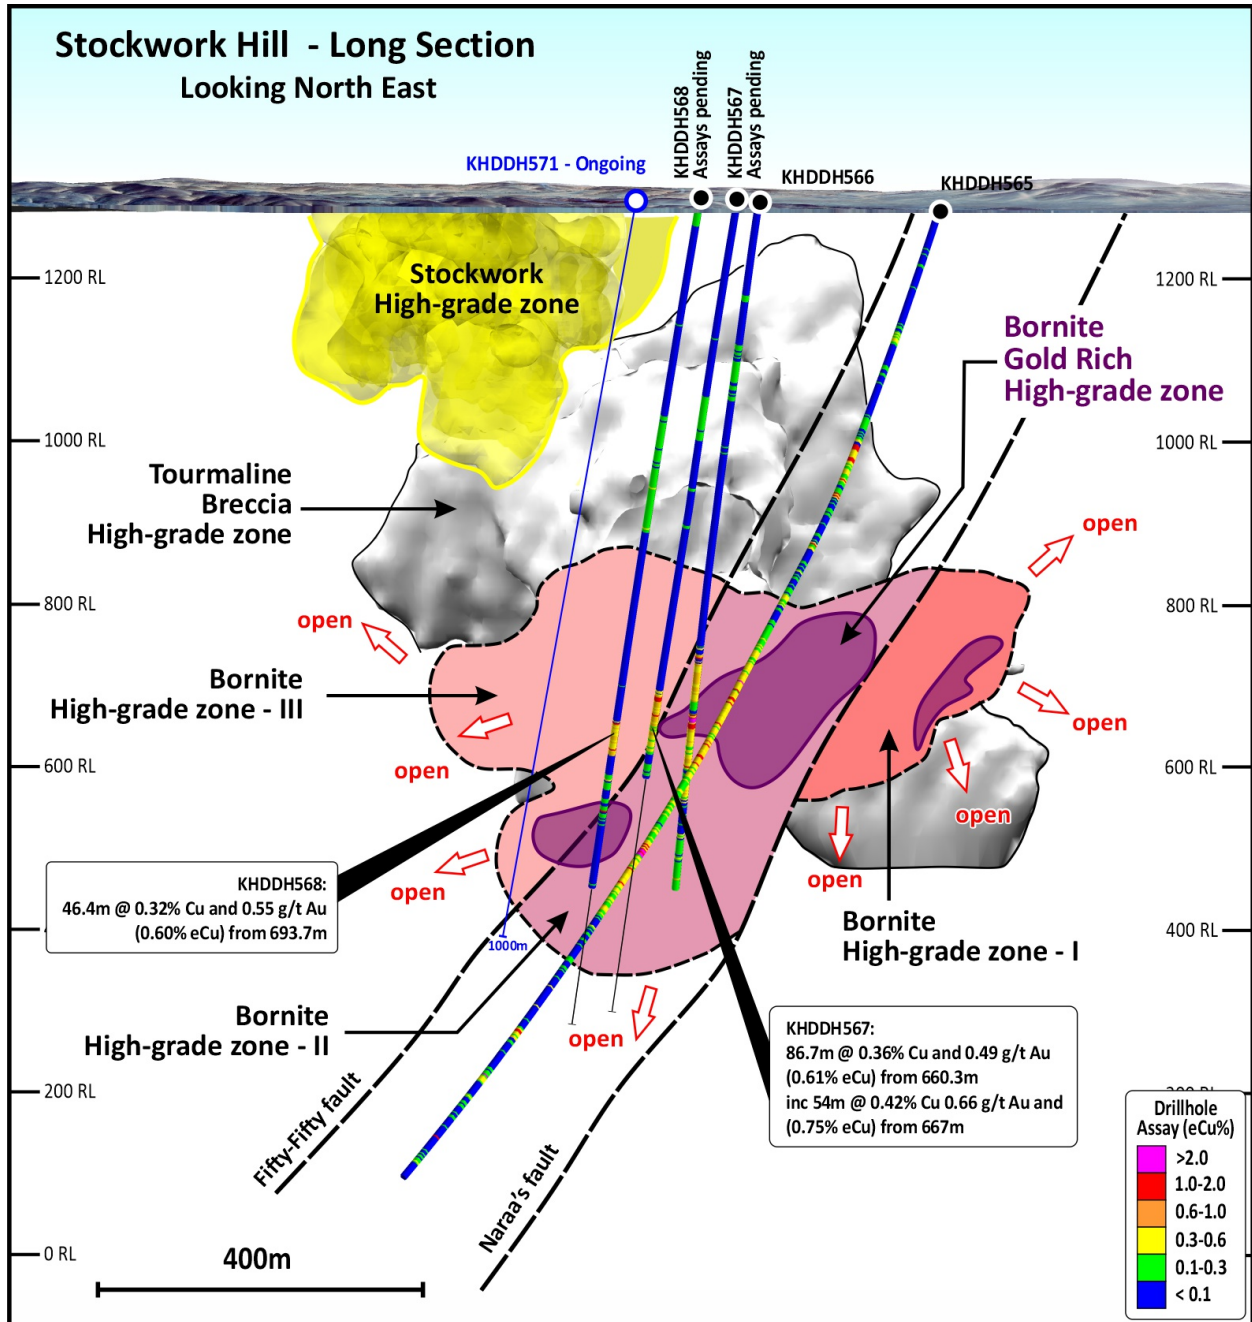 Stockwork Hill - Long Section
Looking North East
KHDDH571 - Ongoing
KHDDH568
Assays pending
KHDDH567
Assays pending
KHDDH566
KHDDH565
1200 RL
1200 RL
Stockwork
High-grade zone
Bornite
Gold Rich
High-grade zone
1000 RL
1000 RL
Tourmaline
Breccia
High-grade zone
open
800 RL
800 RL
open
Bornite
High-grade zone - III
open
open
600 RL
600 RL
open
open
open
KHDDH568:
46.4m @ 0.32% Cu and 0.55 g/t Au
(0.60% eCu) from 693.7m
Bornite
High-grade zone - I
400 RL
1000m
Bornite
High-grade zone - II
open
KHDDH567:
86.7m @ 0.36% Cu and 0.49 g/t Au
(0.61% eCu) from 660.3m
inc 54m @ 0.42% Cu 0.66 g/t Au and
(0.75% eCu) from 667m
200 RL
200 RL
Fifty-Fifty fault
Naraa's fault
Drillhole
Assay (eCu%)
>2.0
1.0-2.0
0.6-1.0
0.3-0.6
0.1-0.3
< 0.1
0 RL
400m